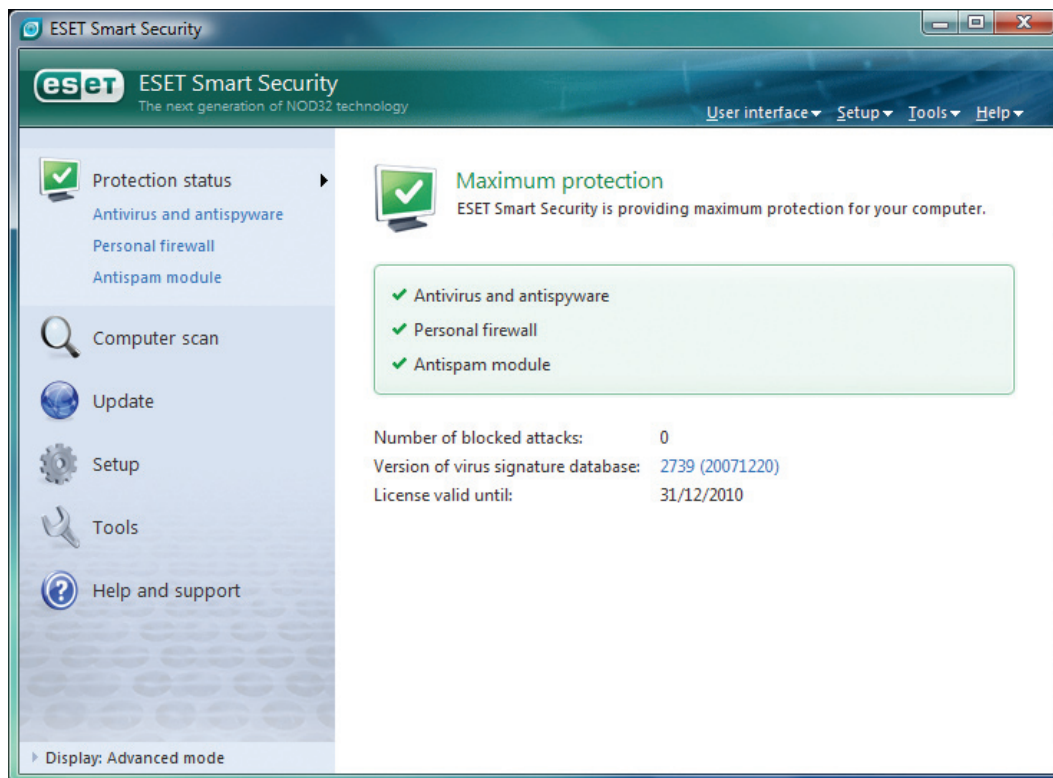 ESET Smart Security
eset
ESET Smart Security
The next generation of NOD32 technology
User interface Setup Tools Help
Protection status
Antivirus and antispyware
Personal firewall
Antispam module
Computer scan
Update
Setup
Tools
Help and support
Display: Advanced mode
Maximum protection
ESET Smart Security is providing maximum protection for your computer.
Antivirus and antispyware
Personal firewall
Antispam module
Number of blocked attacks: 0
Version of virus signature database: 2739 (20071220)
License valid until: 31/12/2010